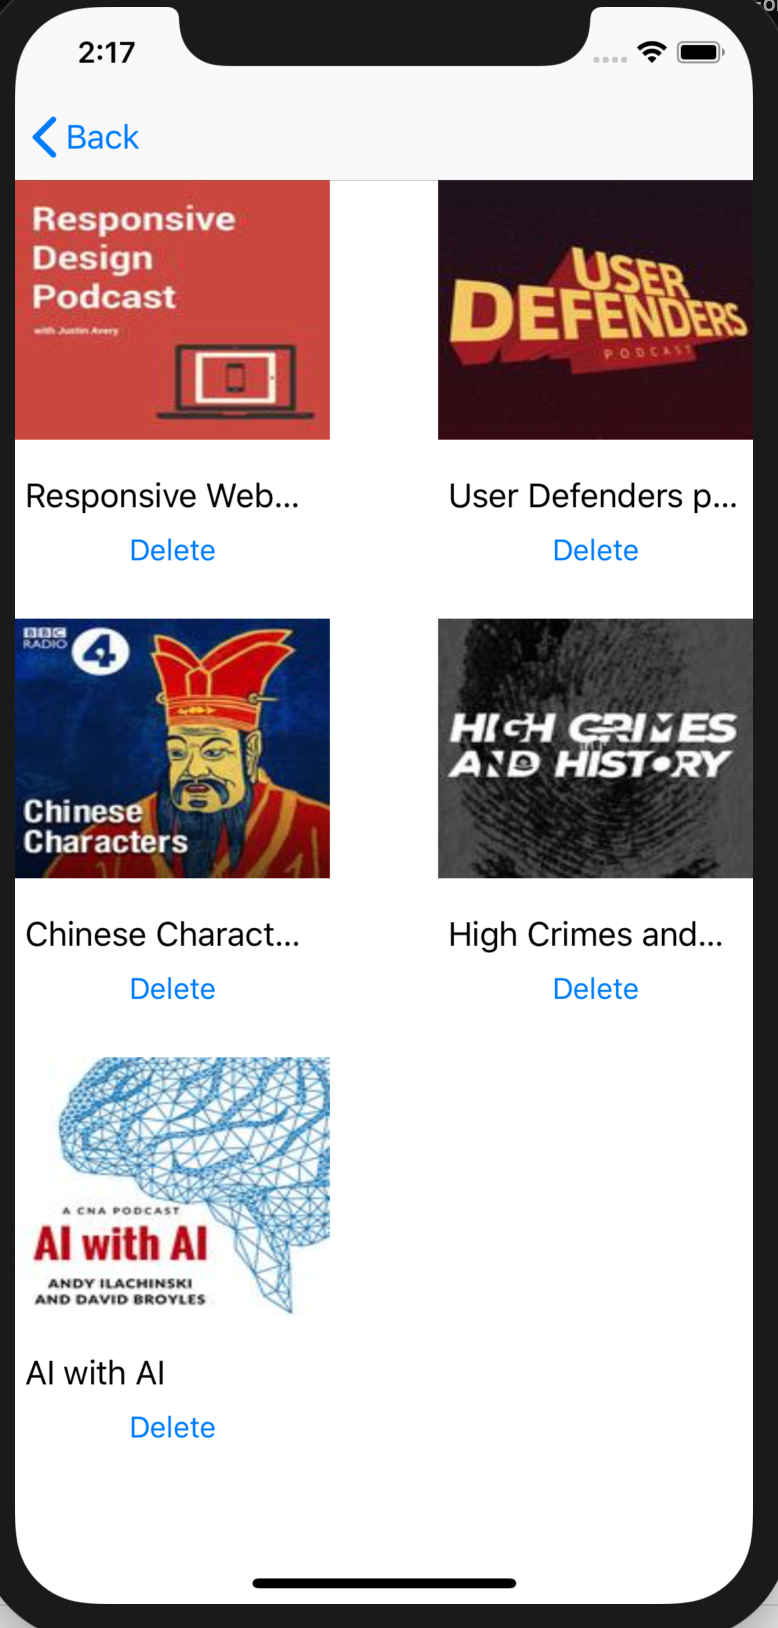 2:17
Back
Responsive
Design
Podcast
with Justin Avery
USER
DEFENDERS
PODCAST
Responsive Web...
User Defenders p...
Delete
Delete
BBC
RADIO 4
Chinese
Characters
HIGH CRIMES
AND HISTORY
Chinese Charact...
High Crimes and...
Delete
Delete
A CNA PODCAST
AI with AI
ANDY ILACHINSKI
AND DAVID BROYLES
AI with AI
Delete